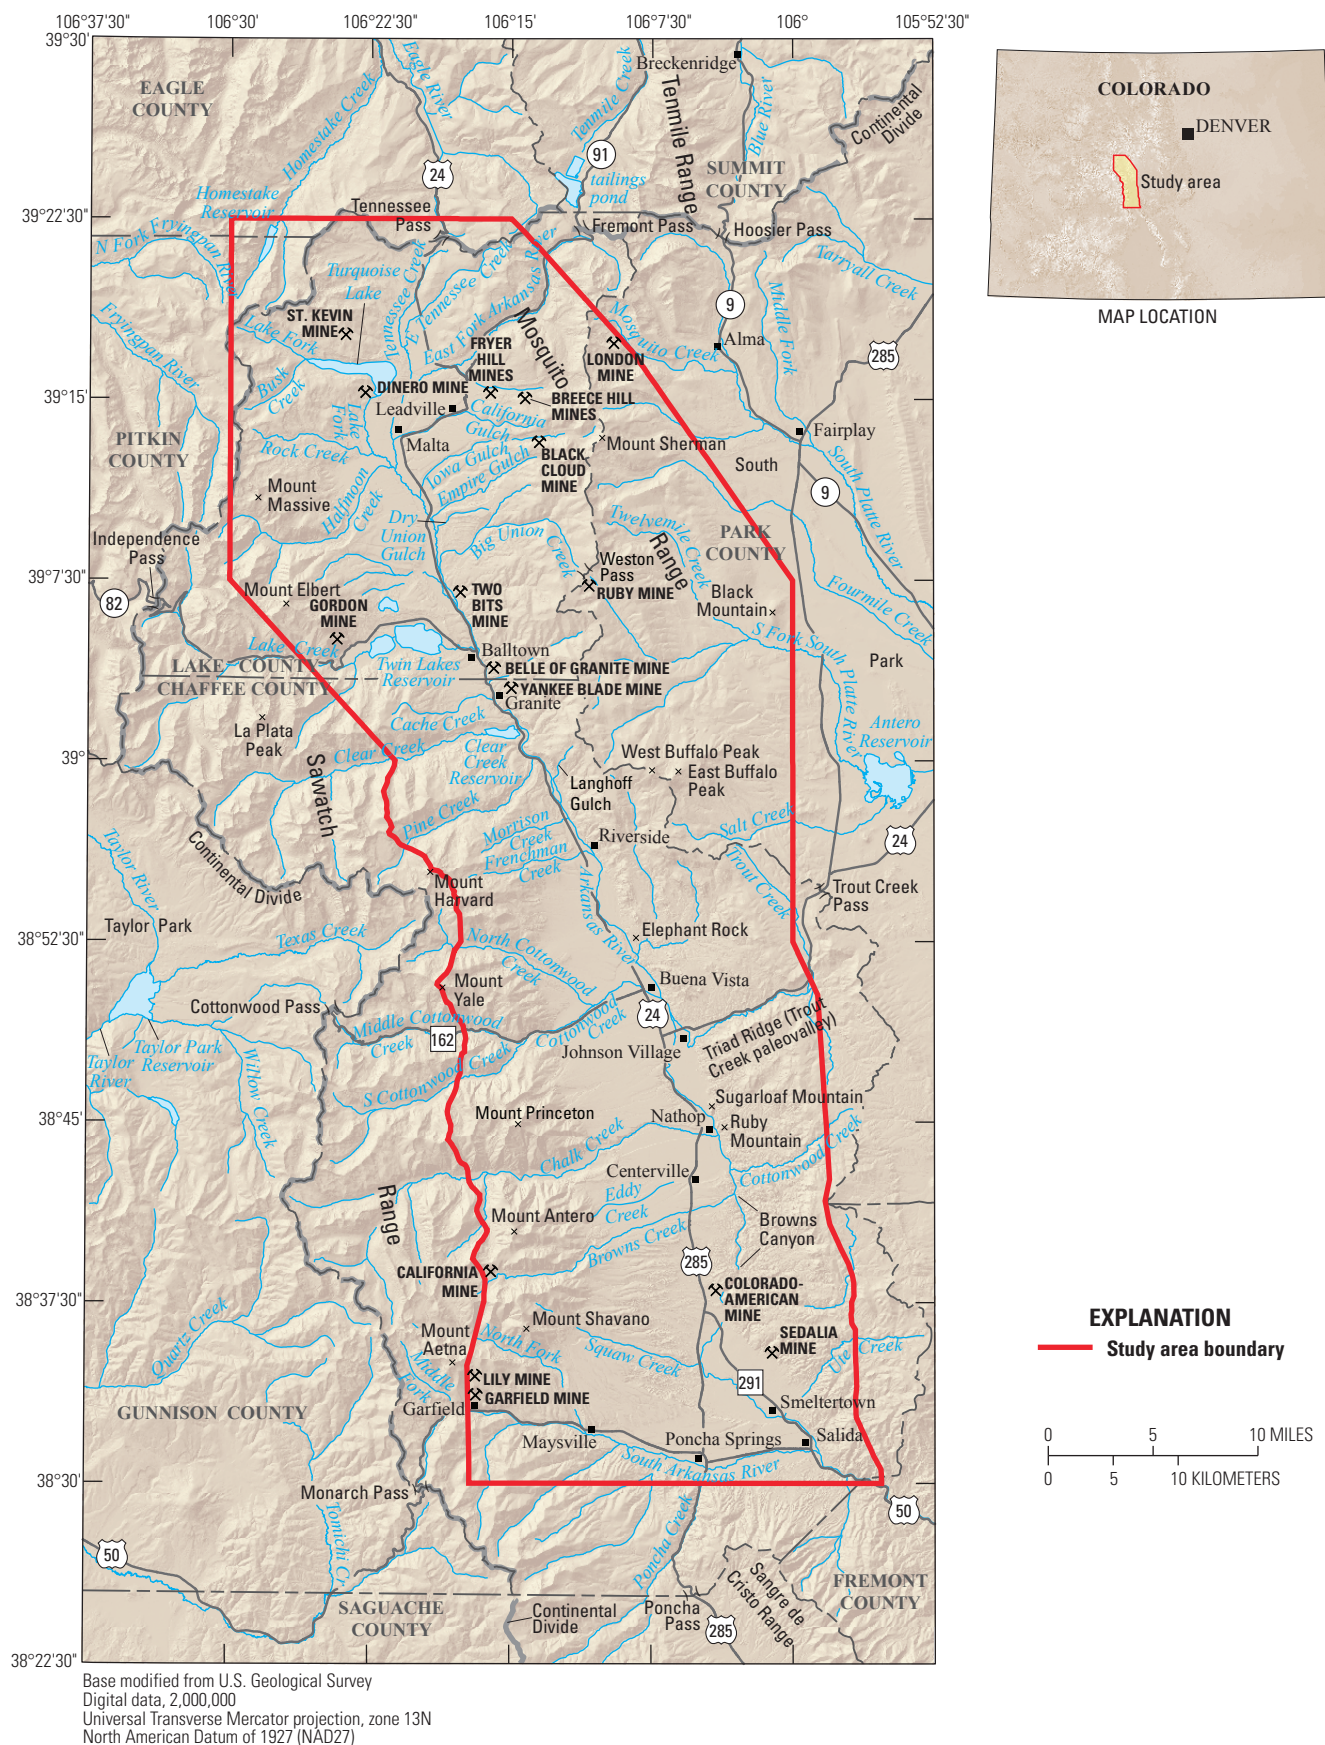 106°37'30"
106°30'
106°22'30"
106°15'
106°7'30"
106°
105°52'30"
39°30'
39°22'30"
39°15'
39°7'30"
39°
38°52'30"
38°45'
38°37'30"
38°30'
38°22'30"
EAGLE
COUNTY
Homestake Creek
Eagle River
Tenmile Creek
Breckenridge
Tenmile Range
Blue River
Continental
Divide
91
24
tailings
pond
SUMMIT
COUNTY
Homestake
Reservoir
Tennessee
Pass
Fremont Pass
Hoosier Pass
N Fork Fryingpan River
Tarryall Creek
Turquoise
Lake
Tennessee Creek
E Tennessee Creek
East Fork Arkansas River
Mosquito
Mosquito Creek
Middle Fork
9
Alma
285
ST. KEVIN
MINE
Fryingpan River
Lake Fork
FRYER
HILL
MINES
LONDON
MINE
Busk
Creek
DINERO MINE
BREECE HILL
MINES
Leadville
Lake
Fork
California
Gulch
Malta
Fairplay
PITKIN
COUNTY
Rock Creek
Iowa Gulch
Empire Gulch
BLACK
CLOUD
MINE
Mount Sherman
South
South Platte River
9
Mount
Massive
Halfmoon
Creek
Dry
Union
Gulch
Big Union
Creek
Twelvemile
Creek
Range
PARK
COUNTY
Independence
Pass
Weston
Pass
RUBY MINE
82
Mount Elbert
GORDON
MINE
TWO
BITS
MINE
Black
Mountain
Fourmile Creek
Lake Creek
LAKE COUNTY
CHAFFEE COUNTY
Twin Lakes
Reservoir
Balltown
BELLE OF GRANITE MINE
YANKEE BLADE MINE
Granite
S Fork South Platte River
Park
La Plata
Peak
Cache Creek
Clear Creek
Clear
Creek
Reservoir
West Buffalo Peak
East Buffalo
Peak
Antero
Reservoir
Sawatch
Langhoff
Gulch
Pine Creek
Morrison
Creek
Frenchman
Creek
Riverside
Salt Creek
24
Taylor River
Continental Divide
Mount
Harvard
Arkansas River
Trout Creek
Trout Creek
Pass
Taylor Park
Texas Creek
North Cottonwood
Creek
Elephant Rock
Mount
Yale
Buena Vista
Cottonwood Pass
Middle Cottonwood
Creek
162
Cottonwood
Creek
24
Johnson Village
Triad Ridge (Trout
Creek paleovalley)
Taylor
River
Taylor Park
Reservoir
Willow Creek
S Cottonwood Creek
Sugarloaf Mountain
Mount Princeton
Nathop
Ruby
Mountain
Chalk Creek
Centerville
Cottonwood Creek
Range
Eddy
Creek
Mount Antero
Browns Creek
Browns
Canyon
CALIFORNIA
MINE
285
COLORADO-
AMERICAN
MINE
Quartz Creek
Mount Shavano
Mount
Aetna
North Fork
Squaw Creek
SEDALIA
MINE
Ute Creek
Middle
Fork
LILY MINE
GARFIELD MINE
291
GUNNISON COUNTY
Garfield
Smeltertown
Maysville
Poncha Springs
Salida
South Arkansas River
Monarch Pass
50
50
Tomichi Cr
Poncha Creek
SAGUACHE
COUNTY
Continental
Divide
Poncha
Pass
285
Sangre de
Cristo Range
FREMONT
COUNTY
Base modified from U.S. Geological Survey
Digital data, 2,000,000
Universal Transverse Mercator projection, zone 13N
North American Datum of 1927 (NAD27)
COLORADO
DENVER
Study area
MAP LOCATION
EXPLANATION
Study area boundary
0 5 10 MILES
0 5 10 KILOMETERS